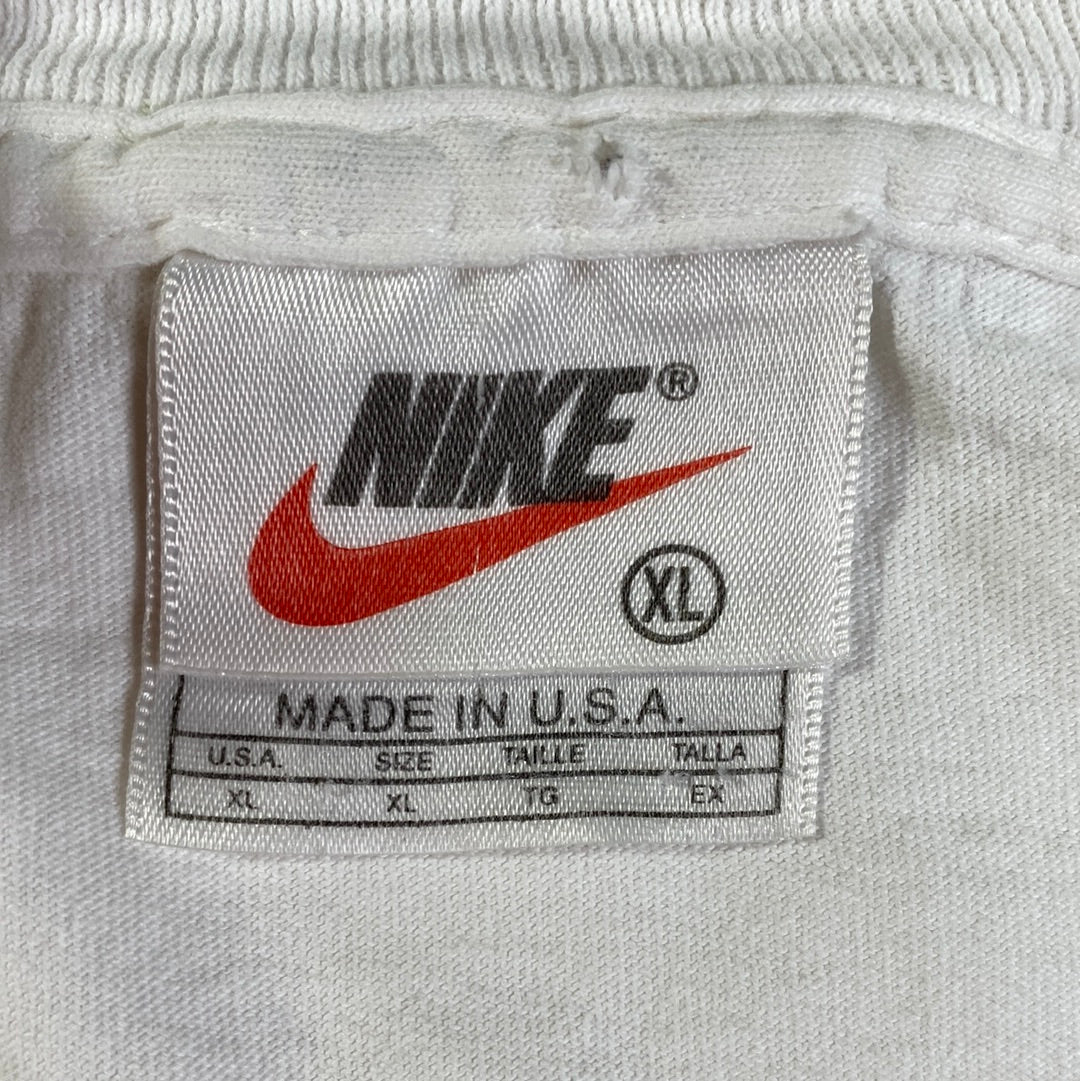 NIKE®
XL
MADE IN U.S.A.
U.S.A. SIZE TAILLE TALLA
XL XL TG EX